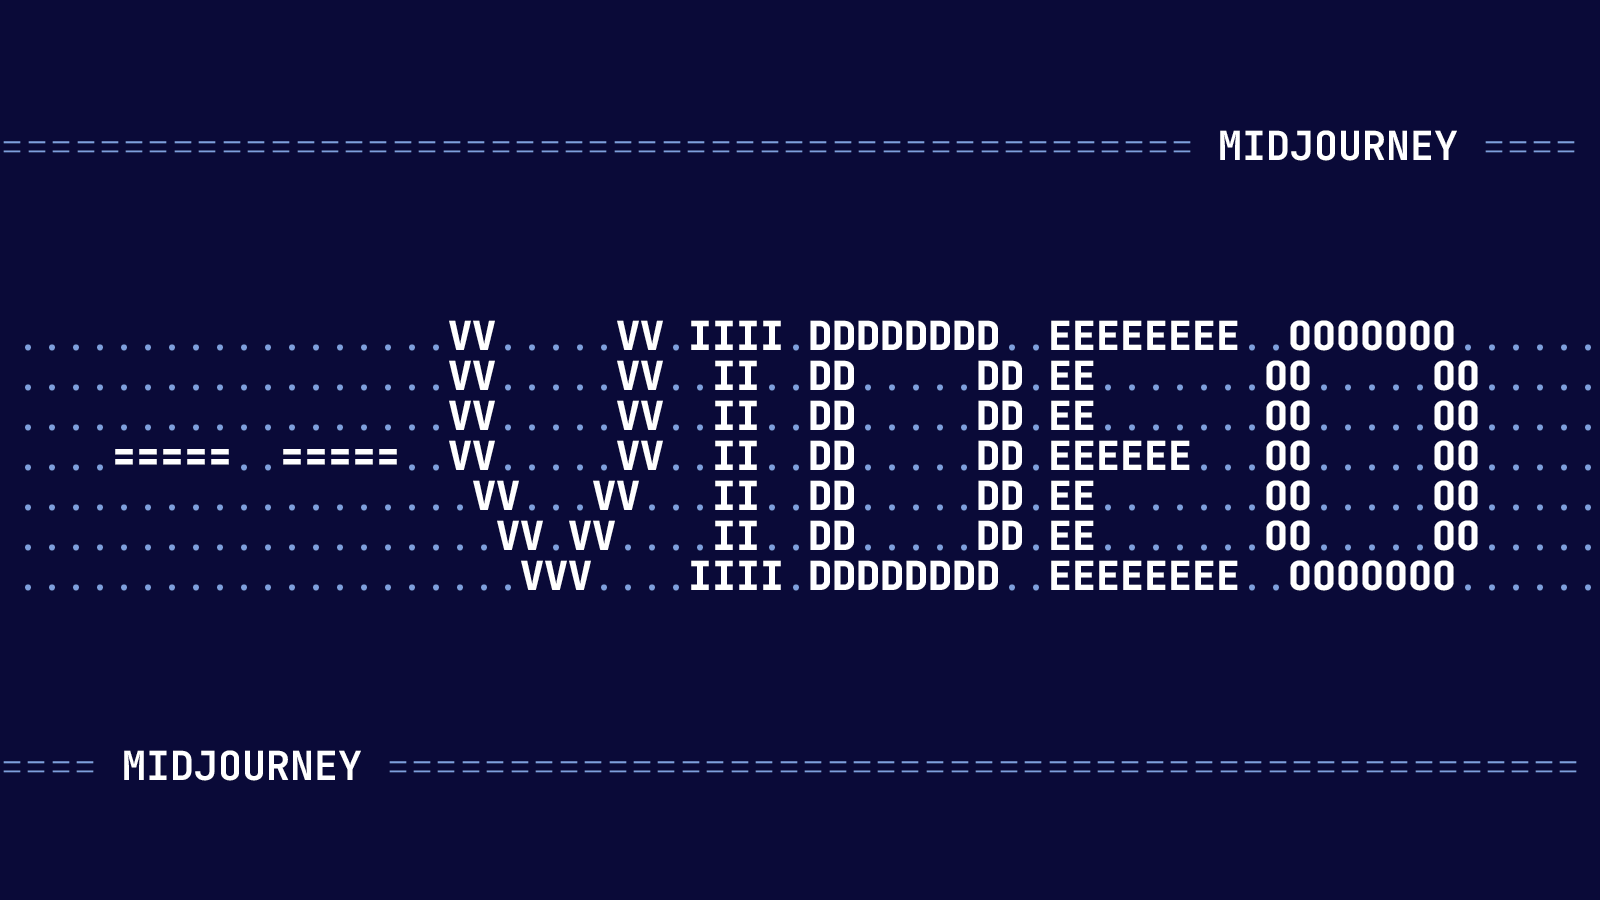 ================================================= MIDJOURNEY ====
..................VV.....VV.IIII.DDDDDDDD..EEEEEEEE..OOOOOOO......
..................VV.....VV..II..DD.....DD.EE.......OO.....OO.....
..................VV.....VV..II..DD.....DD.EE.......OO.....OO.....
....=====..=====..VV.....VV..II..DD.....DD.EEEEEE...OO.....OO.....
...................VV...VV...II..DD.....DD.EE.......OO.....OO.....
....................VV.VV....II..DD.....DD.EE.......OO.....OO.....
.....................VVV....IIII.DDDDDDDD..EEEEEEEE..OOOOOOO......
==== MIDJOURNEY =================================================